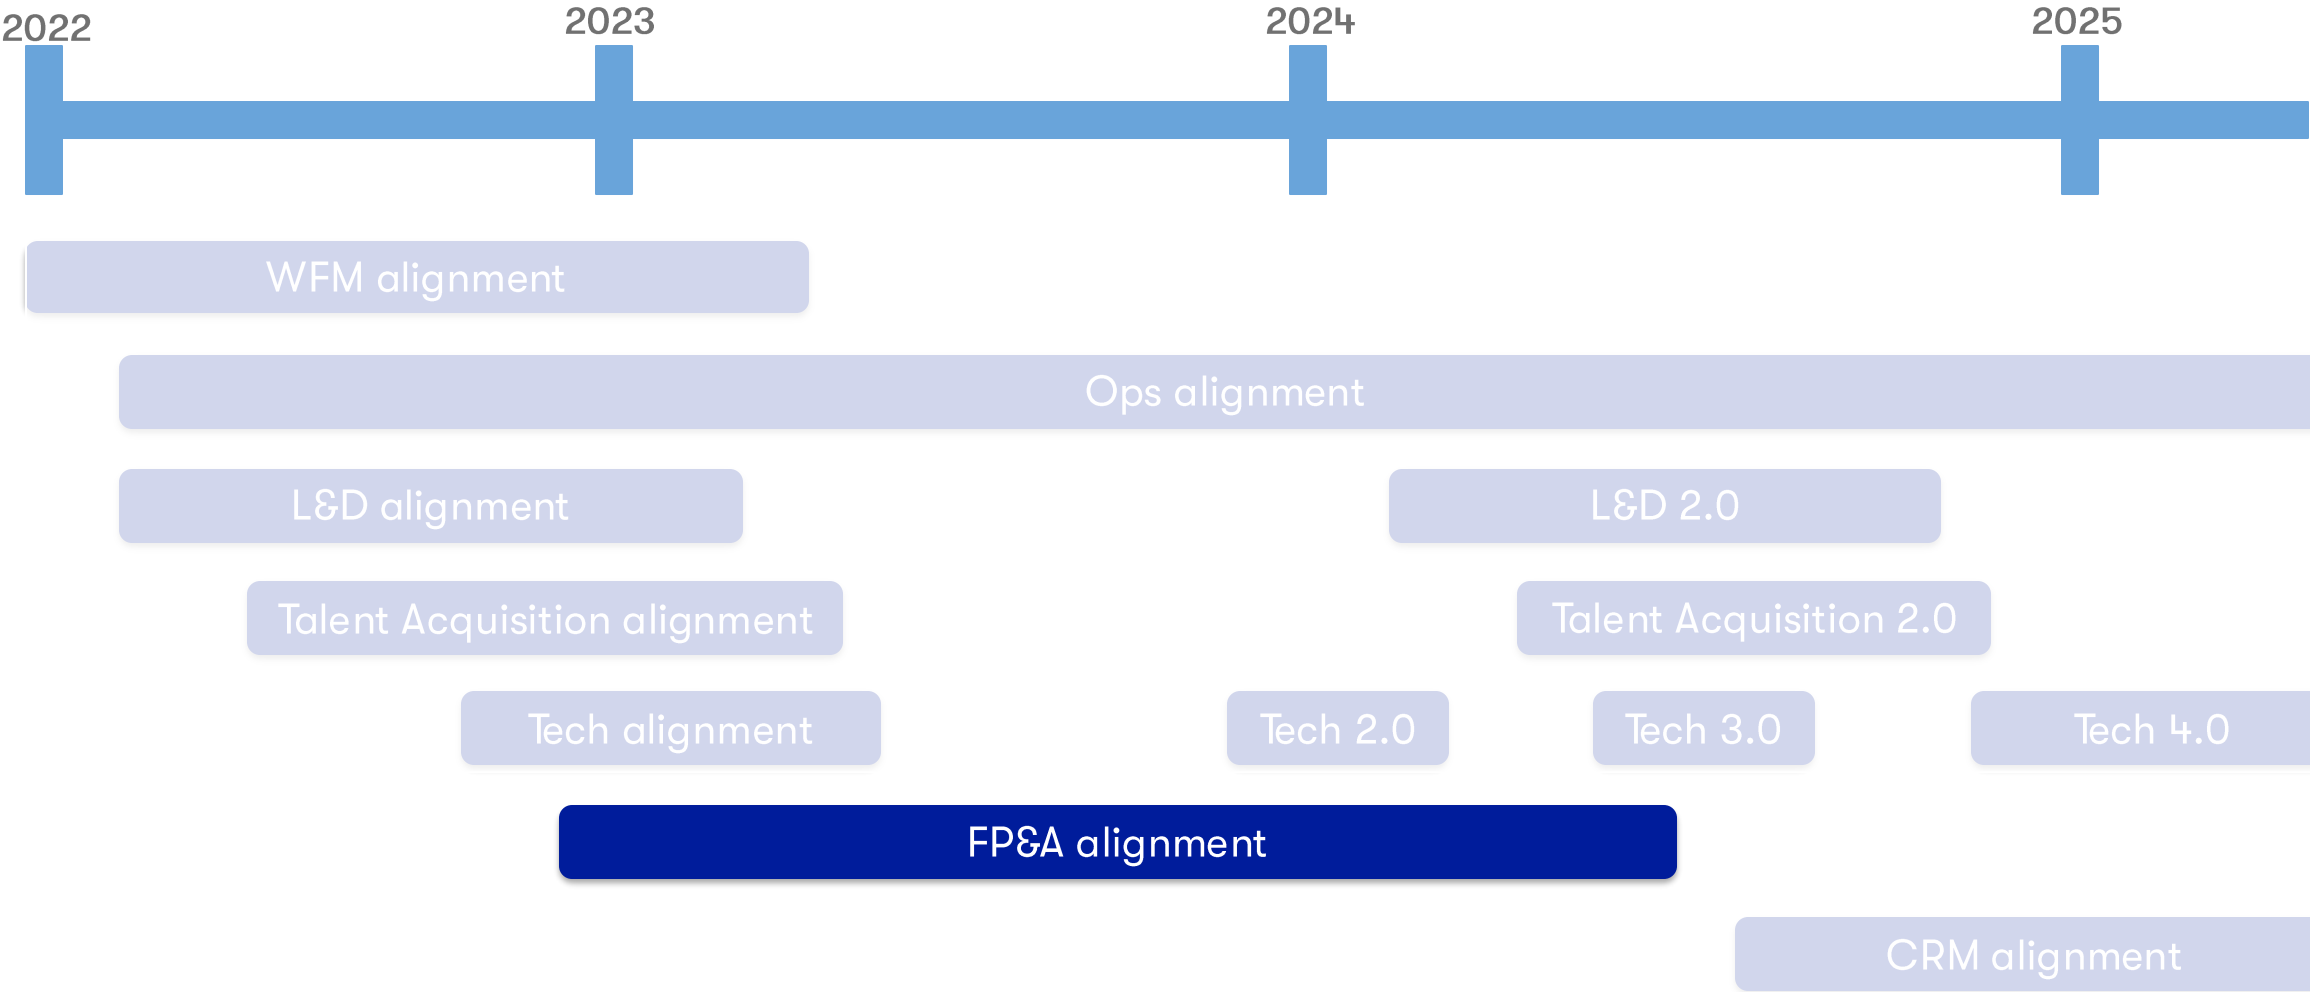 2022
2023
2024
2025
WFM alignment
Ops alignment
L&D alignment
L&D 2.0
Talent Acquisition alignment
Talent Acquisition 2.0
Tech alignment
Tech 2.0
Tech 3.0
Tech 4.0
FP&A alignment
CRM alignment